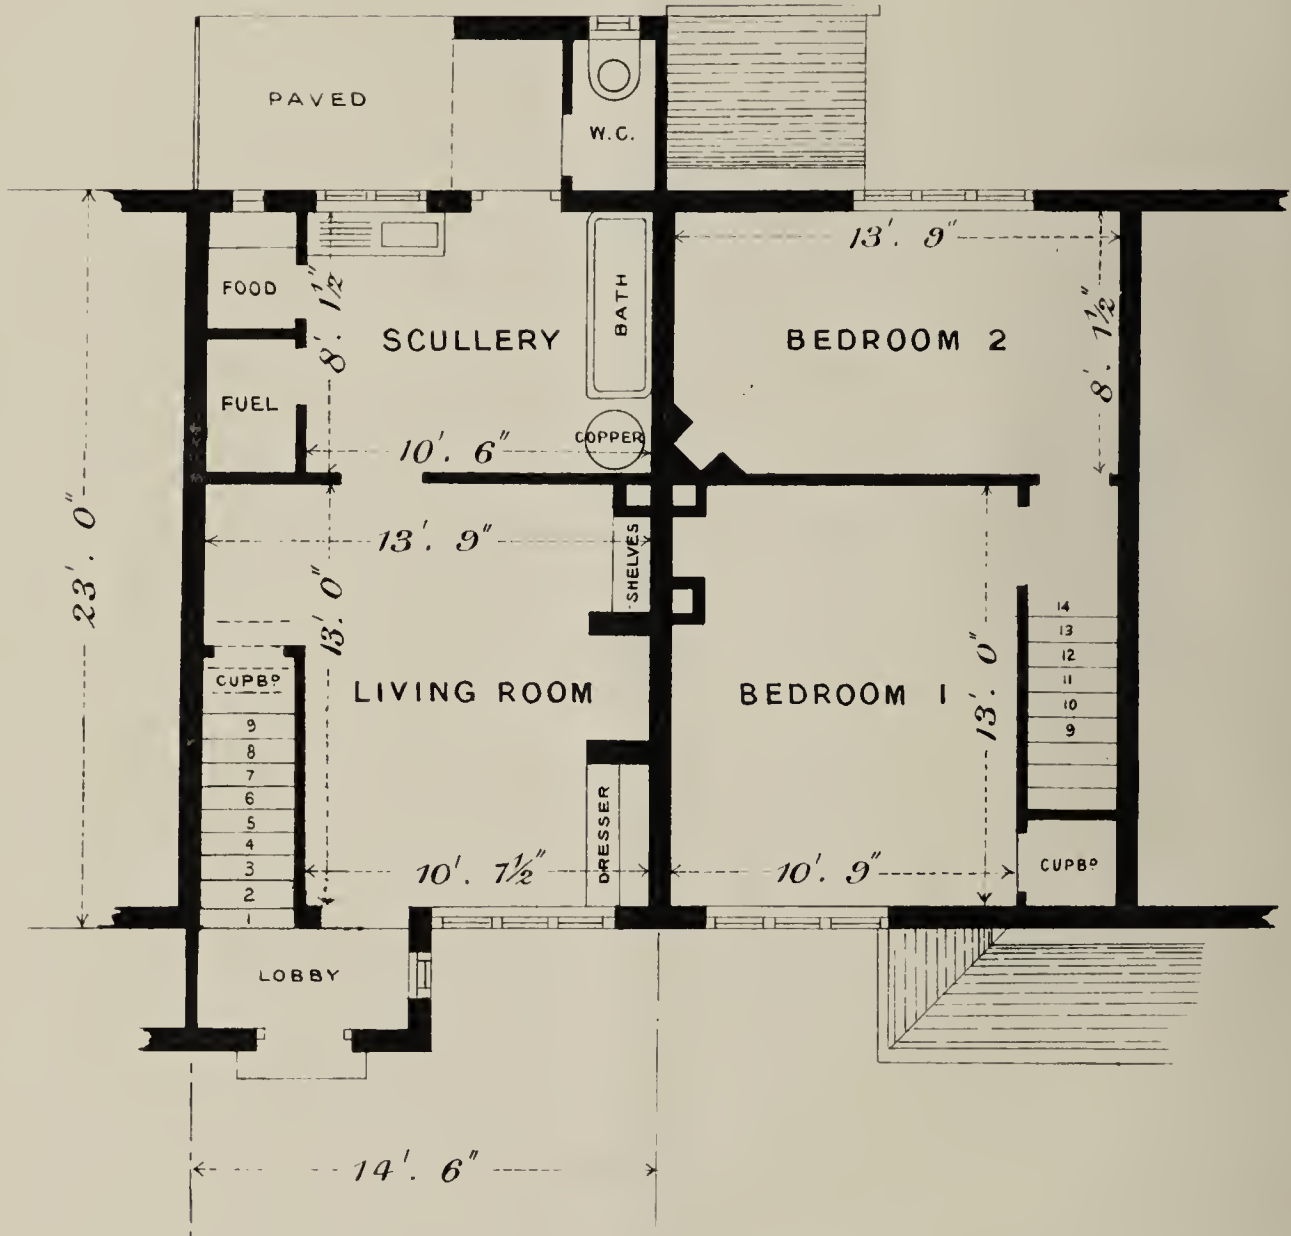 PAVED
W.C.
13'. 9"
FOOD
8'. 1½"
BATH
SCULLERY
BEDROOM 2
8'. 1½"
FUEL
COPPER
10'. 6"
23'. 0"
13'. 9"
SHELVES
13'. 0"
14
13
12
11
10
9
CUPBD
LIVING ROOM
BEDROOM 1
13'. 0"
9
8
7
6
5
4
3
2
1
DRESSER
10'. 7½"
10'. 9"
CUPBD
LOBBY
14'. 6"